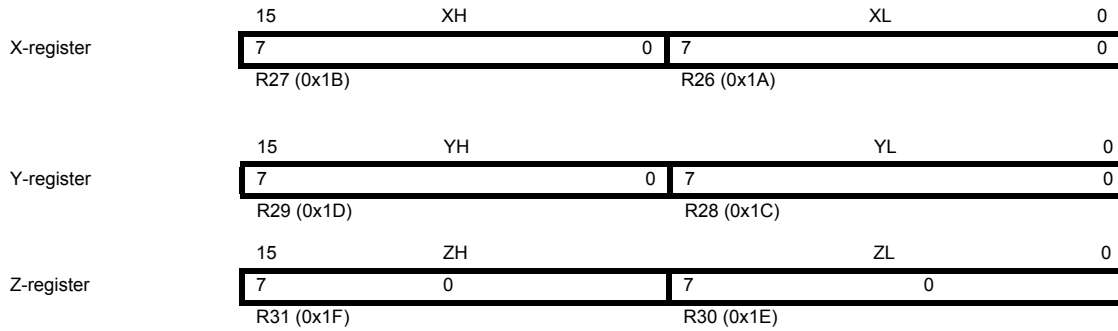 15 XH XL 0
X-register 7 0 7 0
R27 (0x1B) R26 (0x1A)
15 YH YL 0
Y-register 7 0 7 0
R29 (0x1D) R28 (0x1C)
15 ZH ZL 0
Z-register 7 0 7 0
R31 (0x1F) R30 (0x1E)